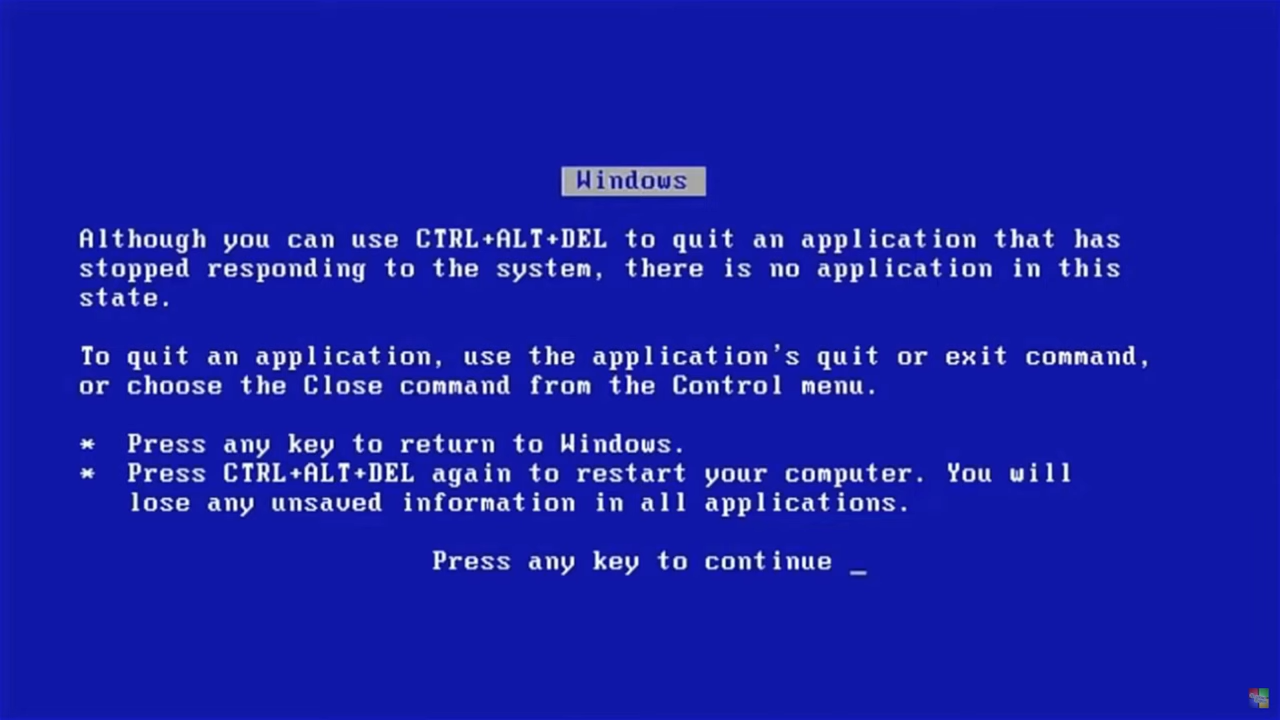 Windows
Although you can use CTRL+ALT+DEL to quit an application that has
stopped responding to the system, there is no application in this
state.
To quit an application, use the application's quit or exit command,
or choose the Close command from the Control menu.
* Press any key to return to Windows.
* Press CTRL+ALT+DEL again to restart your computer. You will
lose any unsaved information in all applications.
Press any key to continue _